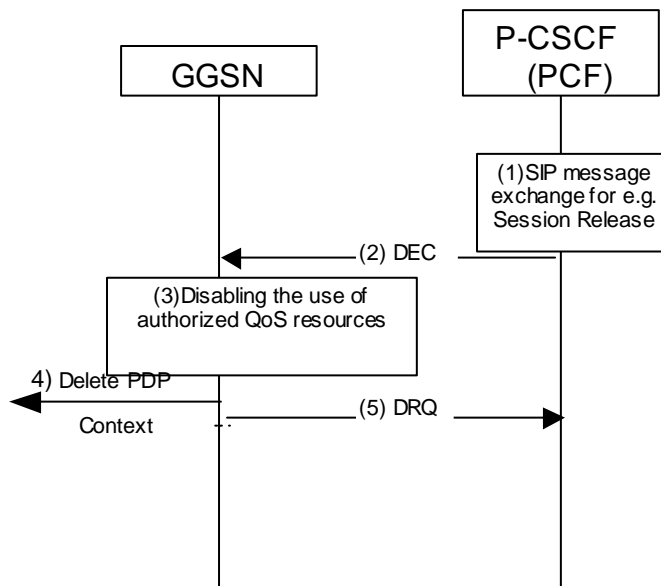 GGSN
P-CSCF
(PCF)
(1)SIP message
exchange for e.g.
Session Release
(2) DEC
(3)Disabling the use of
authorized QoS resources
4) Delete PDP
Context
(5) DRQ